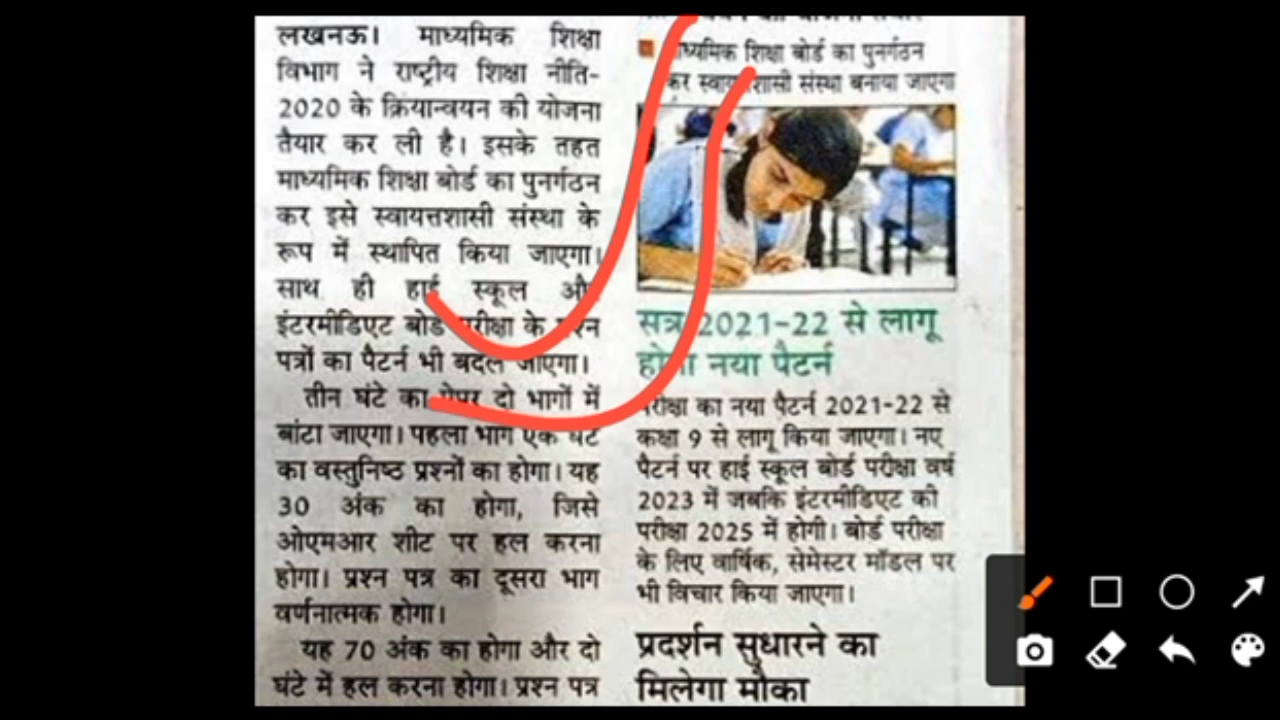 लखनऊ। माध्यमिक शिक्षा
विभाग ने राष्ट्रीय शिक्षा नीति-
2020 के क्रियान्वयन की योजना
तैयार कर ली है। इसके तहत
माध्यमिक शिक्षा बोर्ड का पुनर्गठन
कर इसे स्वायत्तशासी संस्था के
रूप में स्थापित किया जाएगा।
साथ ही हाई स्कूल और
इंटरमीडिएट बोर्ड परीक्षा के प्रश्न
पत्रों का पैटर्न भी बदल जाएगा।
तीन घंटे का पेपर दो भागों में
बांटा जाएगा। पहला भाग एक घंटे
का वस्तुनिष्ठ प्रश्नों का होगा। यह
30 अंक का होगा, जिसे
ओएमआर शीट पर हल करना
होगा। प्रश्न पत्र का दूसरा भाग
वर्णनात्मक होगा।
यह 70 अंक का होगा और दो
घंटे में हल करना होगा। प्रश्न पत्र
माध्यमिक शिक्षा बोर्ड का पुनर्गठन
कर स्वायत्तशासी संस्था बनाया जाएगा
सत्र 2021-22 से लागू
होगा नया पैटर्न
परीक्षा का नया पैटर्न 2021-22 से
कक्षा 9 से लागू किया जाएगा। नए
पैटर्न पर हाई स्कूल बोर्ड परीक्षा वर्ष
2023 में जबकि इंटरमीडिएट की
परीक्षा 2025 में होगी। बोर्ड परीक्षा
के लिए वार्षिक, सेमेस्टर मॉडल पर
भी विचार किया जाएगा।
प्रदर्शन सुधारने का
मिलेगा मौका